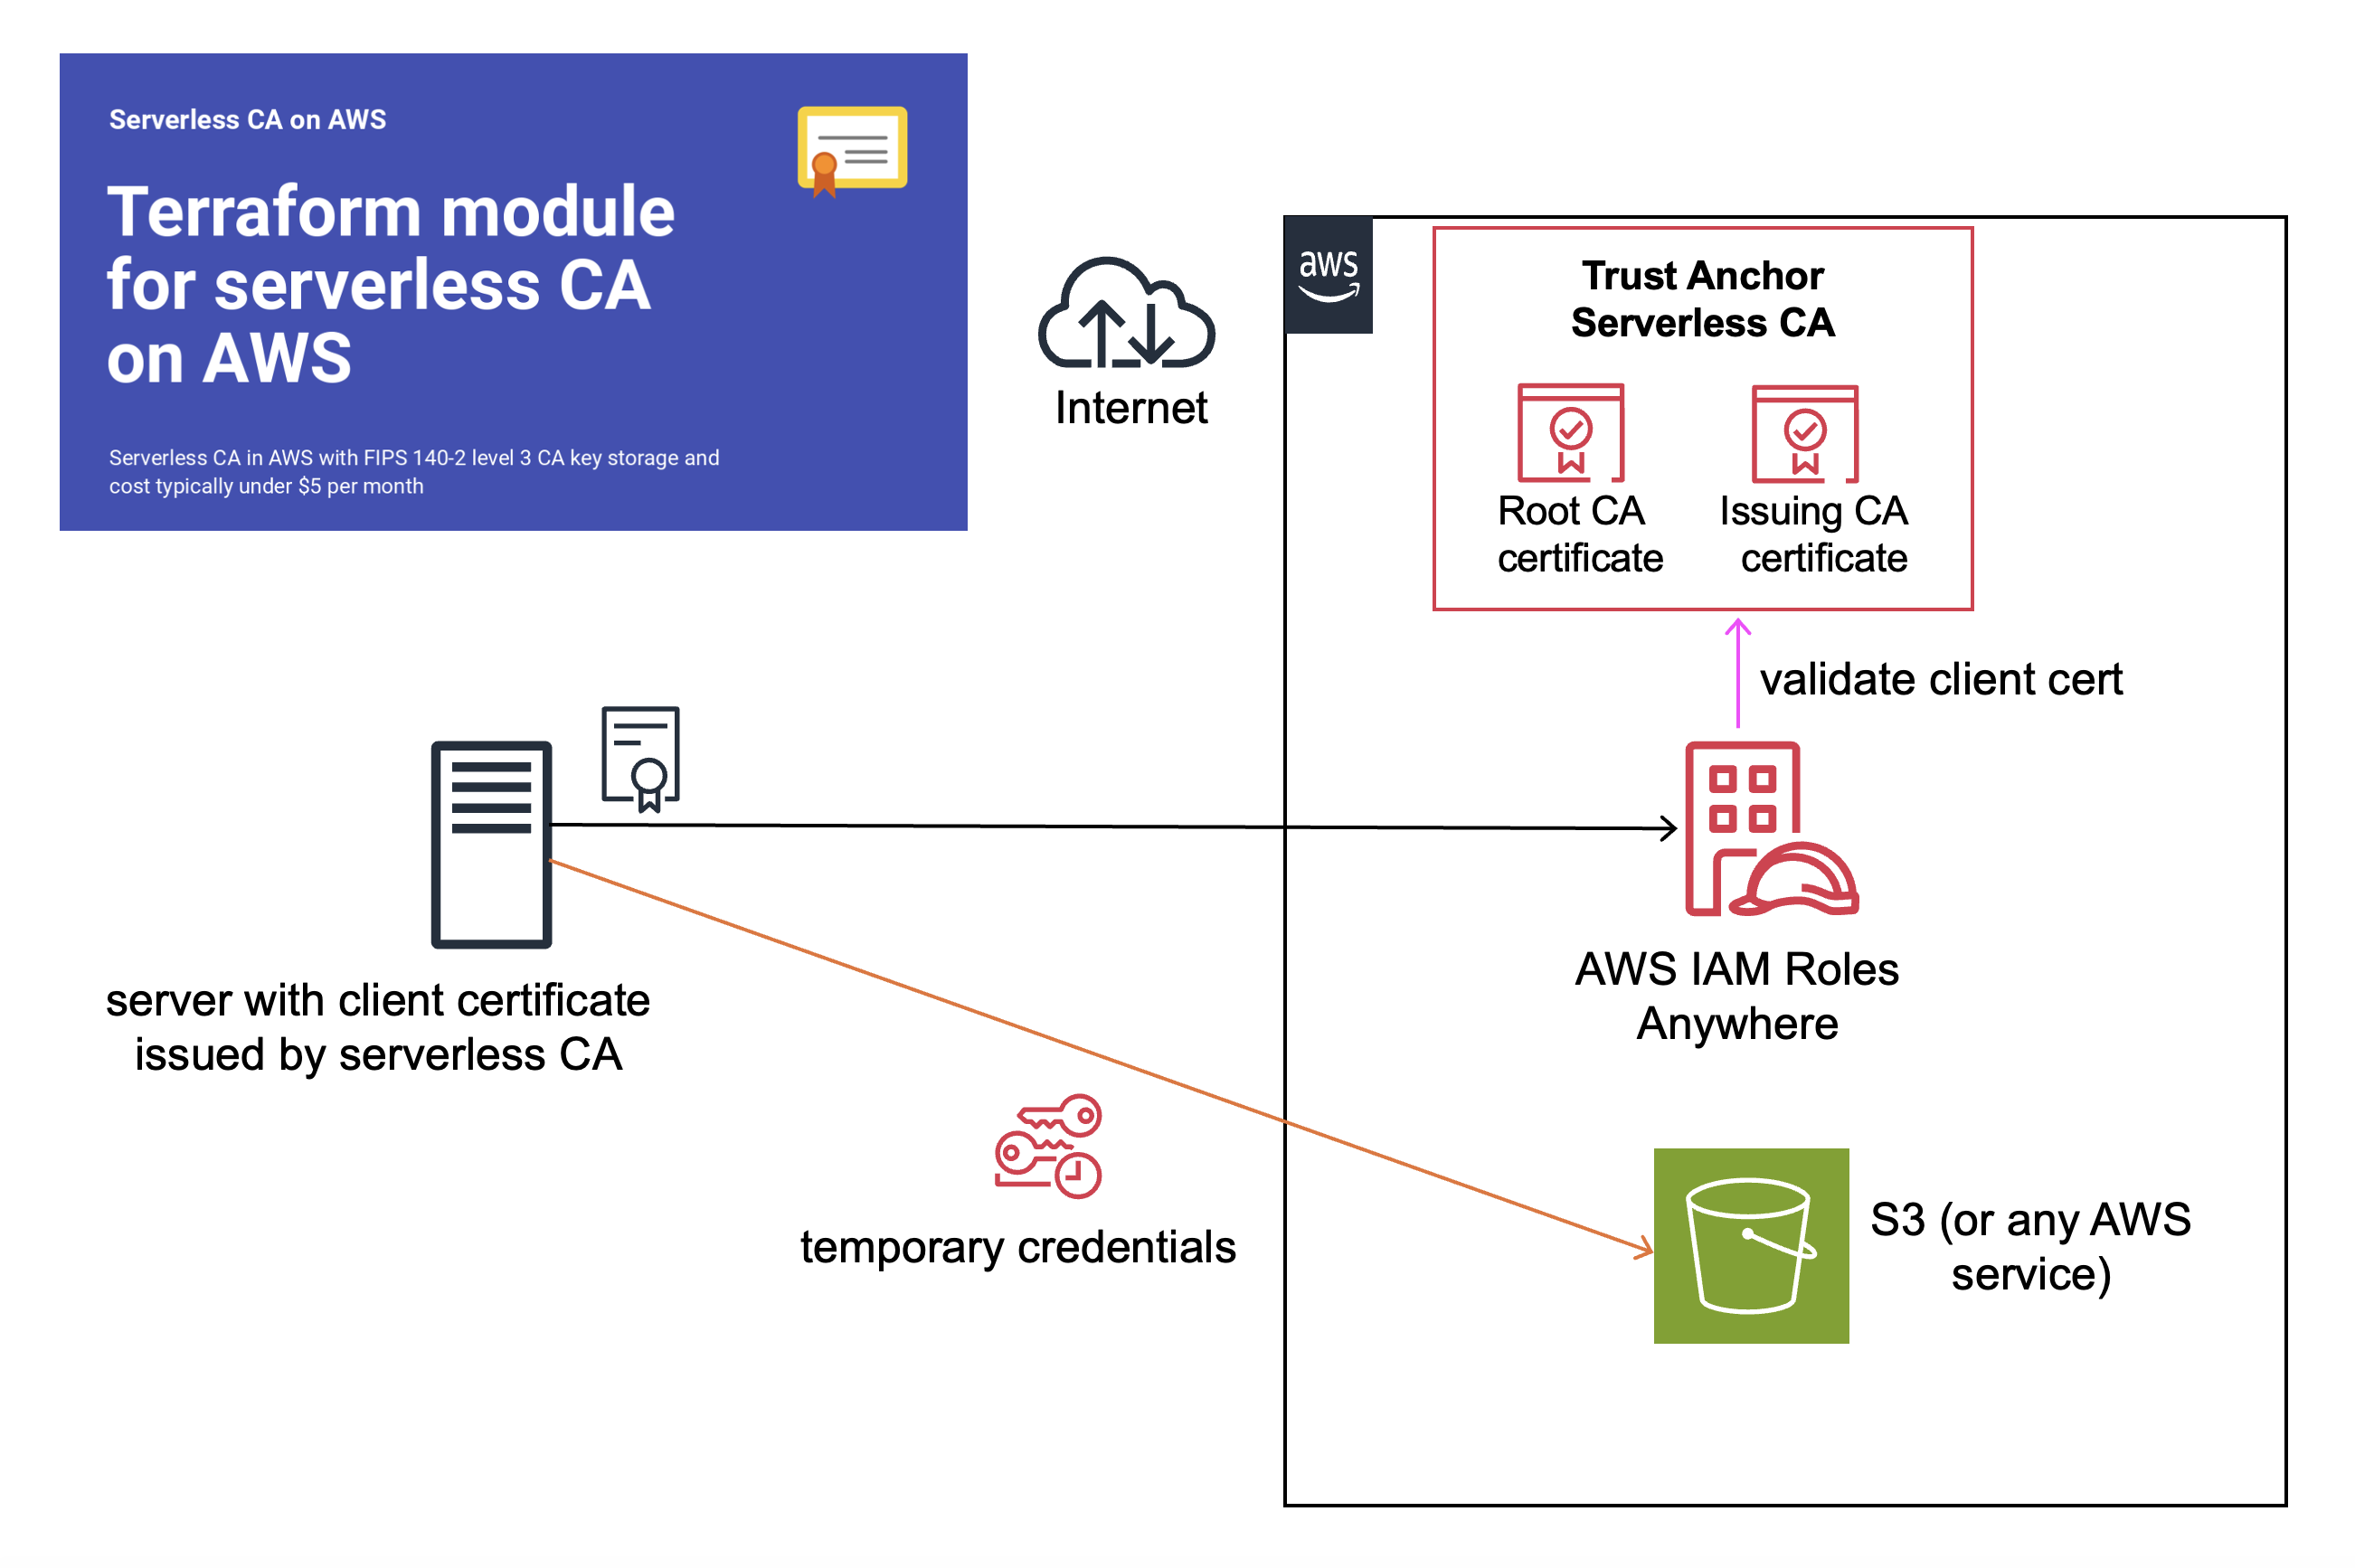 Serverless CA on AWS
Terraform module
for serverless CA
on AWS
Serverless CA in AWS with FIPS 140-2 level 3 CA key storage and
cost typically under $5 per month
Internet
aws
Trust Anchor
Serverless CA
Root CA
certificate
Issuing CA
certificate
validate client cert
server with client certificate
issued by serverless CA
AWS IAM Roles
Anywhere
temporary credentials
S3 (or any AWS
service)